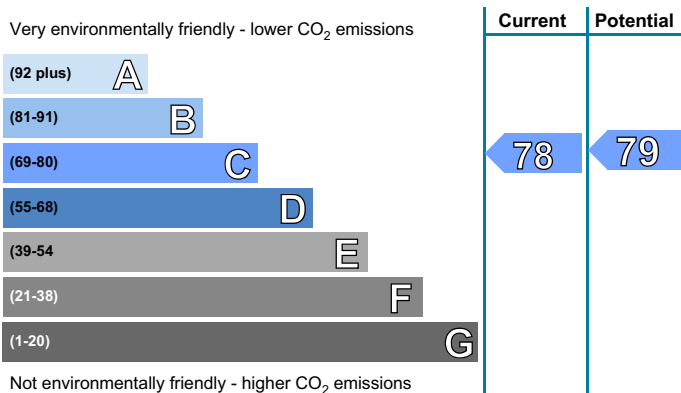 Current Potential
Very environmentally friendly - lower CO2 emissions
(92 plus) A
(81-91) B
(69-80) C
78 79
(55-68) D
(39-54 E
(21-38) F
(1-20) G
Not environmentally friendly - higher CO2 emissions